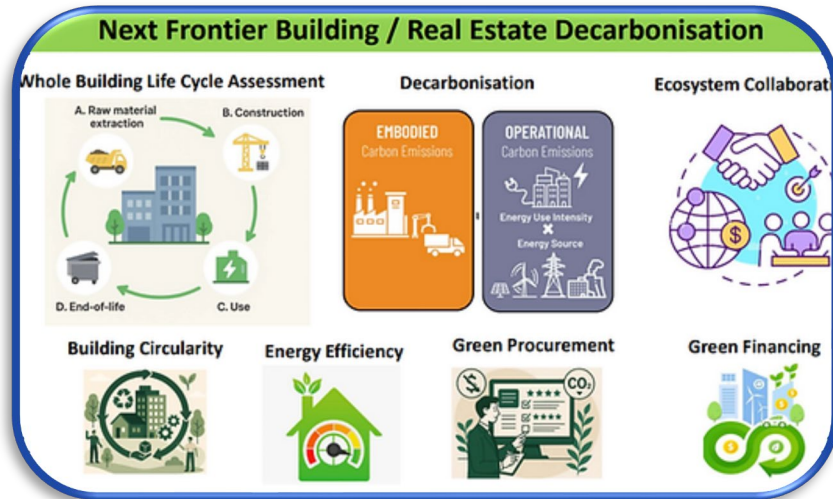 Next Frontier Building / Real Estate Decarbonisation
Whole Building Life Cycle Assessment
Decarbonisation
Ecosystem Collaborati
A. Raw material
extraction
B. Construction
C. Use
D. End-of-life
EMBODIED
Carbon Emissions
OPERATIONAL
Carbon Emissions
Energy Use Intensity
×
Energy Source
$
Building Circularity
Energy Efficiency
Green Procurement
Green Financing
$
CO₂